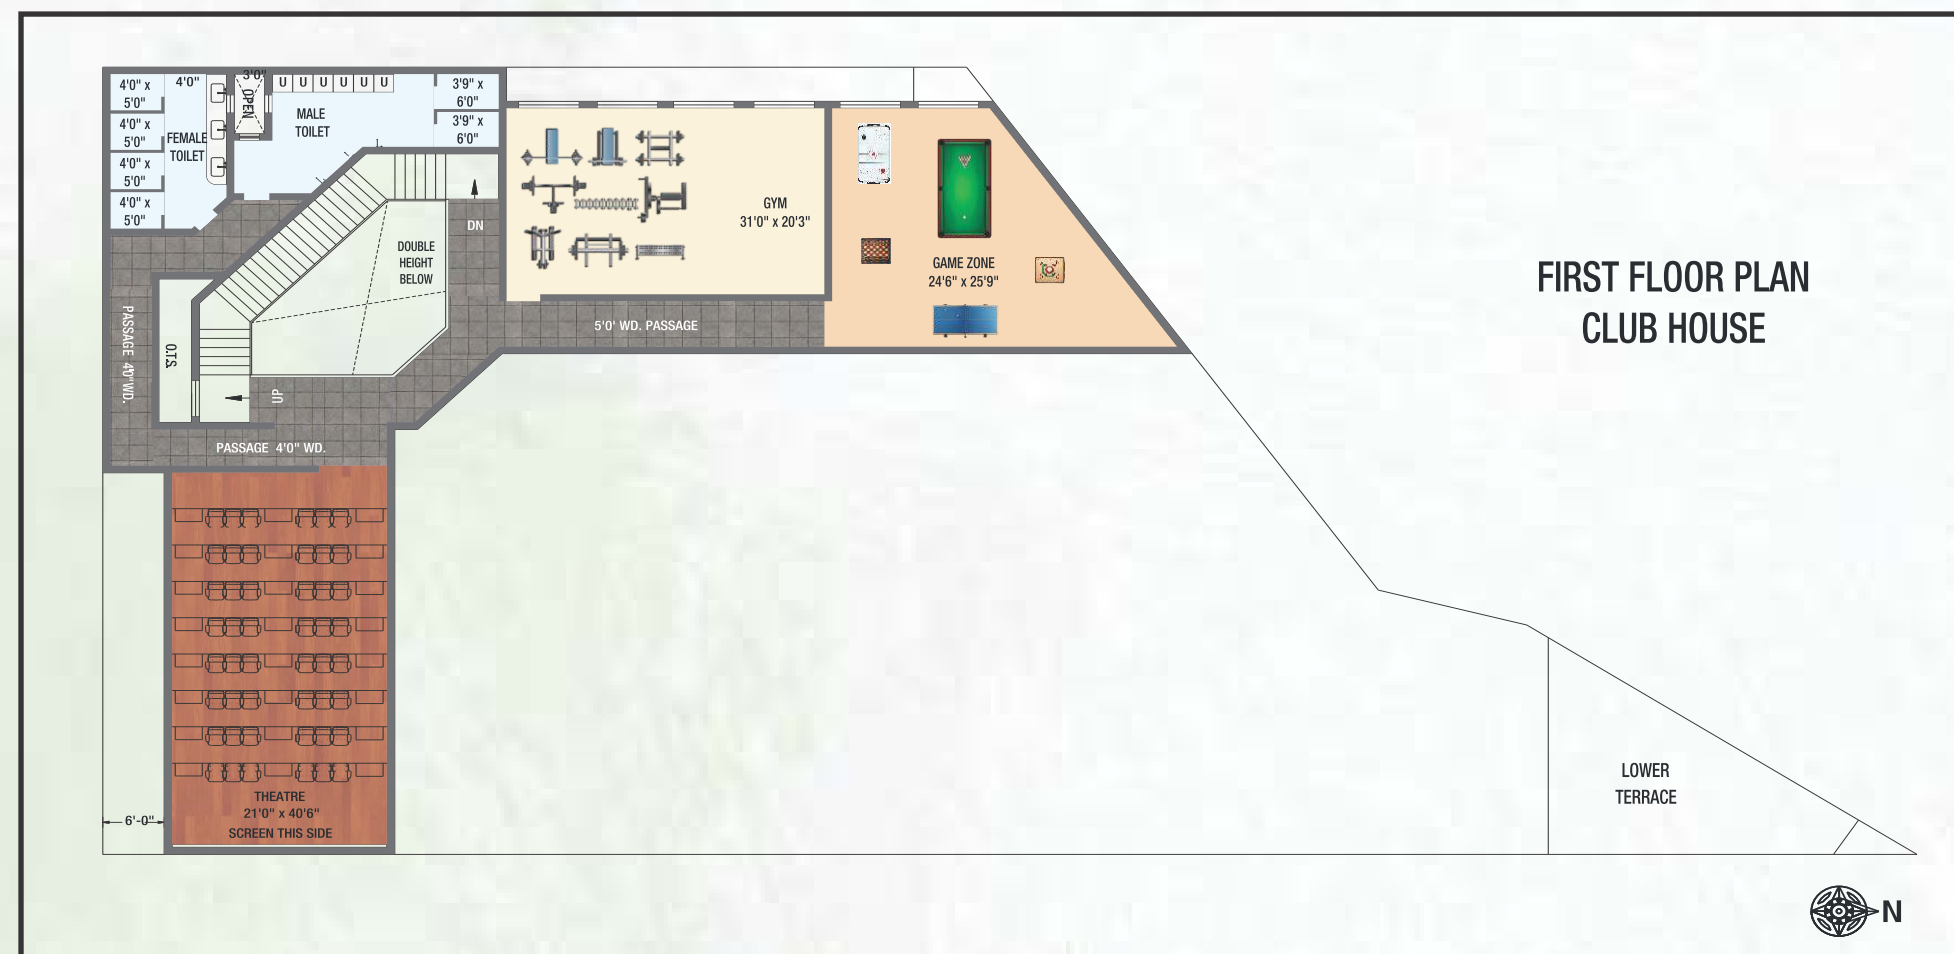 4'0" x
5'0"
4'0" x
5'0"
4'0" x
5'0"
4'0" x
5'0"
4'0"
FEMALE
TOILET
3'0"
OPEN
U U U U U U
MALE
TOILET
3'9" x
6'0"
3'9" x
6'0"
DN
DOUBLE
HEIGHT
BELOW
GYM
31'0" x 20'3"
GAME ZONE
24'6" x 25'9"
5'0' WD. PASSAGE
FIRST FLOOR PLAN
CLUB HOUSE
PASSAGE 4'0"WD.
O.T.S.
UP
PASSAGE 4'0" WD.
THEATRE
21'0" x 40'6"
SCREEN THIS SIDE
6'-0"
LOWER
TERRACE
N